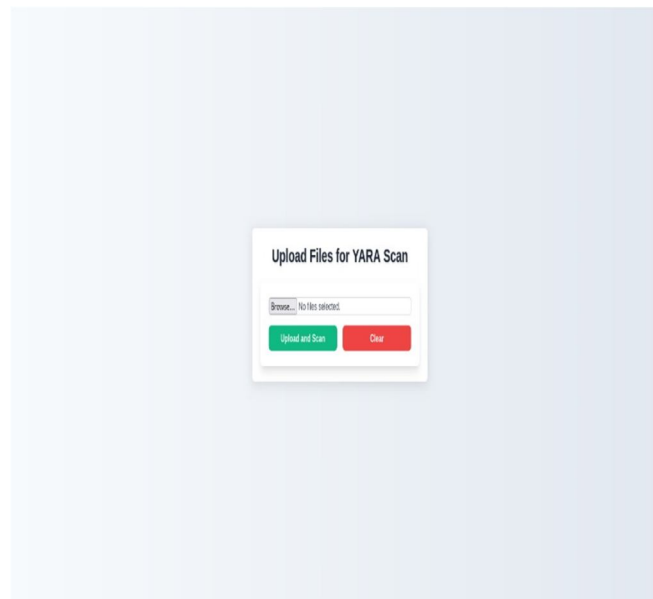 Upload Files for YARA Scan
Browse... No files selected.
Upload and Scan Clear